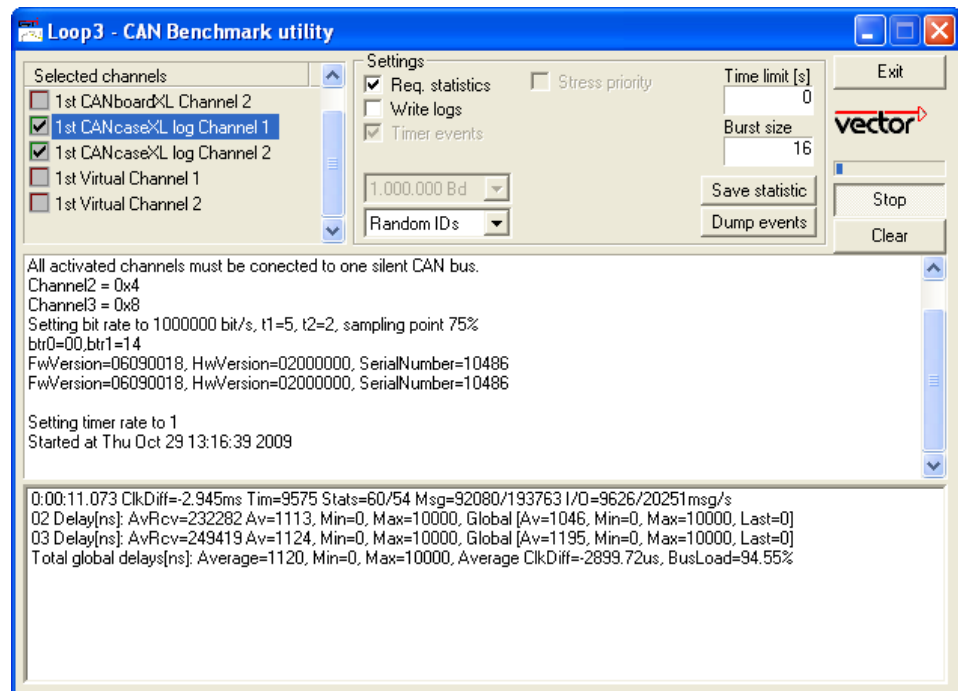 Loop3 - CAN Benchmark utility
Selected channels
1st CANboardXL Channel 2
1st CANcaseXL log Channel 1
1st CANcaseXL log Channel 2
1st Virtual Channel 1
1st Virtual Channel 2
Settings
Req. statistics
Write logs
Timer events
Stress priority
1.000.000 Bd
Random IDs
Time limit [s]
0
Burst size
16
Save statistic
Dump events
Exit
vector
Stop
Clear
All activated channels must be conected to one silent CAN bus.
Channel2 = 0x4
Channel3 = 0x8
Setting bit rate to 1000000 bit/s, t1=5, t2=2, sampling point 75%
btr0=00,btr1=14
FwVersion=06090018, HwVersion=02000000, SerialNumber=10486
FwVersion=06090018, HwVersion=02000000, SerialNumber=10486
Setting timer rate to 1
Started at Thu Oct 29 13:16:39 2009
0:00:11.073 ClkDiff=-2.945ms Tim=9575 Stats=60/54 Msg=92080/193763 I/O=9626/20251msg/s
02 Delay[ns]: AvRcv=232282 Av=1113, Min=0, Max=10000, Global [Av=1046, Min=0, Max=10000, Last=0]
03 Delay[ns]: AvRcv=249419 Av=1124, Min=0, Max=10000, Global [Av=1195, Min=0, Max=10000, Last=0]
Total global delays[ns]: Average=1120, Min=0, Max=10000, Average ClkDiff=-2899.72us, BusLoad=94.55%